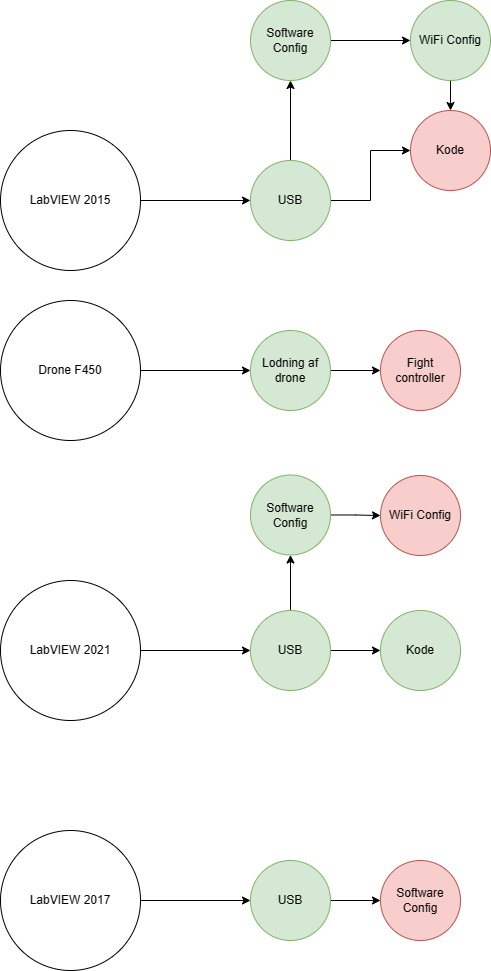 Software
Config
WiFi Config
Kode
LabVIEW 2015
USB
Drone F450
Lodning af
drone
Fight
controller
Software
Config
WiFi Config
LabVIEW 2021
USB
Kode
LabVIEW 2017
USB
Software
Config